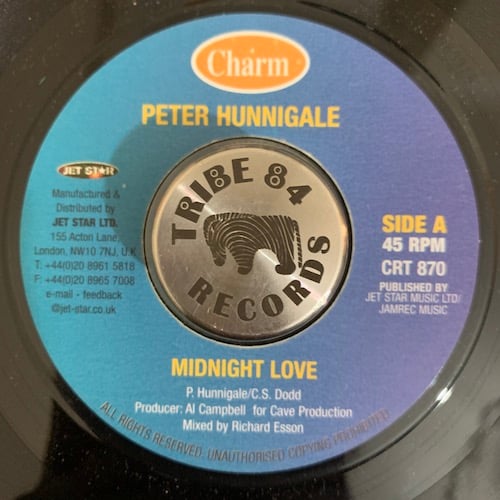 Charm
PETER HUNNIGALE
TRIBE 84
RECORDS
JET STAR
Manufactured &
Distributed by
JET STAR LTD.
155 Acton Lane,
London, NW10 7NJ, U.K
T: +44(0)20 8961 5818
F: +44(0)20 8965 7008
e-mail - feedback
@jet-star.co.uk
SIDE A
45 RPM
CRT 870
PUBLISHED BY
JET STAR MUSIC LTD/
JAMREC MUSIC
MIDNIGHT LOVE
P. Hunnigale/C.S. Dodd
Producer: Al Campbell for Cave Production
Mixed by Richard Esson
ALL RIGHTS RESERVED. UNAUTHORISED COPYING PROHIBITED